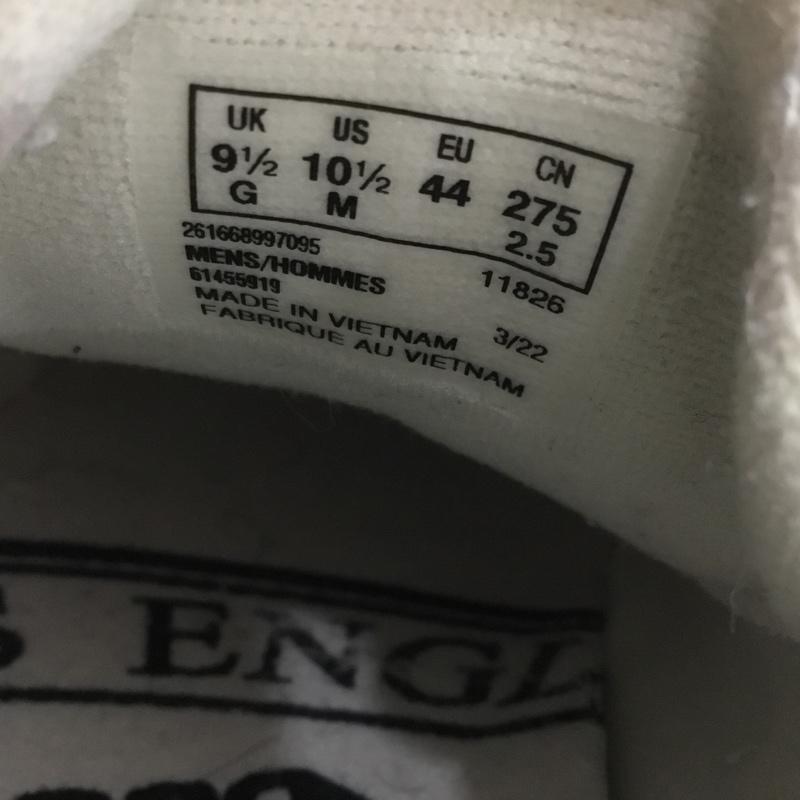 UK US EU CN
9½ 10½ 44 275
G M 2.5
261668997095
MENS/HOMMES 11826
61455919
MADE IN VIETNAM 3/22
FABRIQUE AU VIETNAM